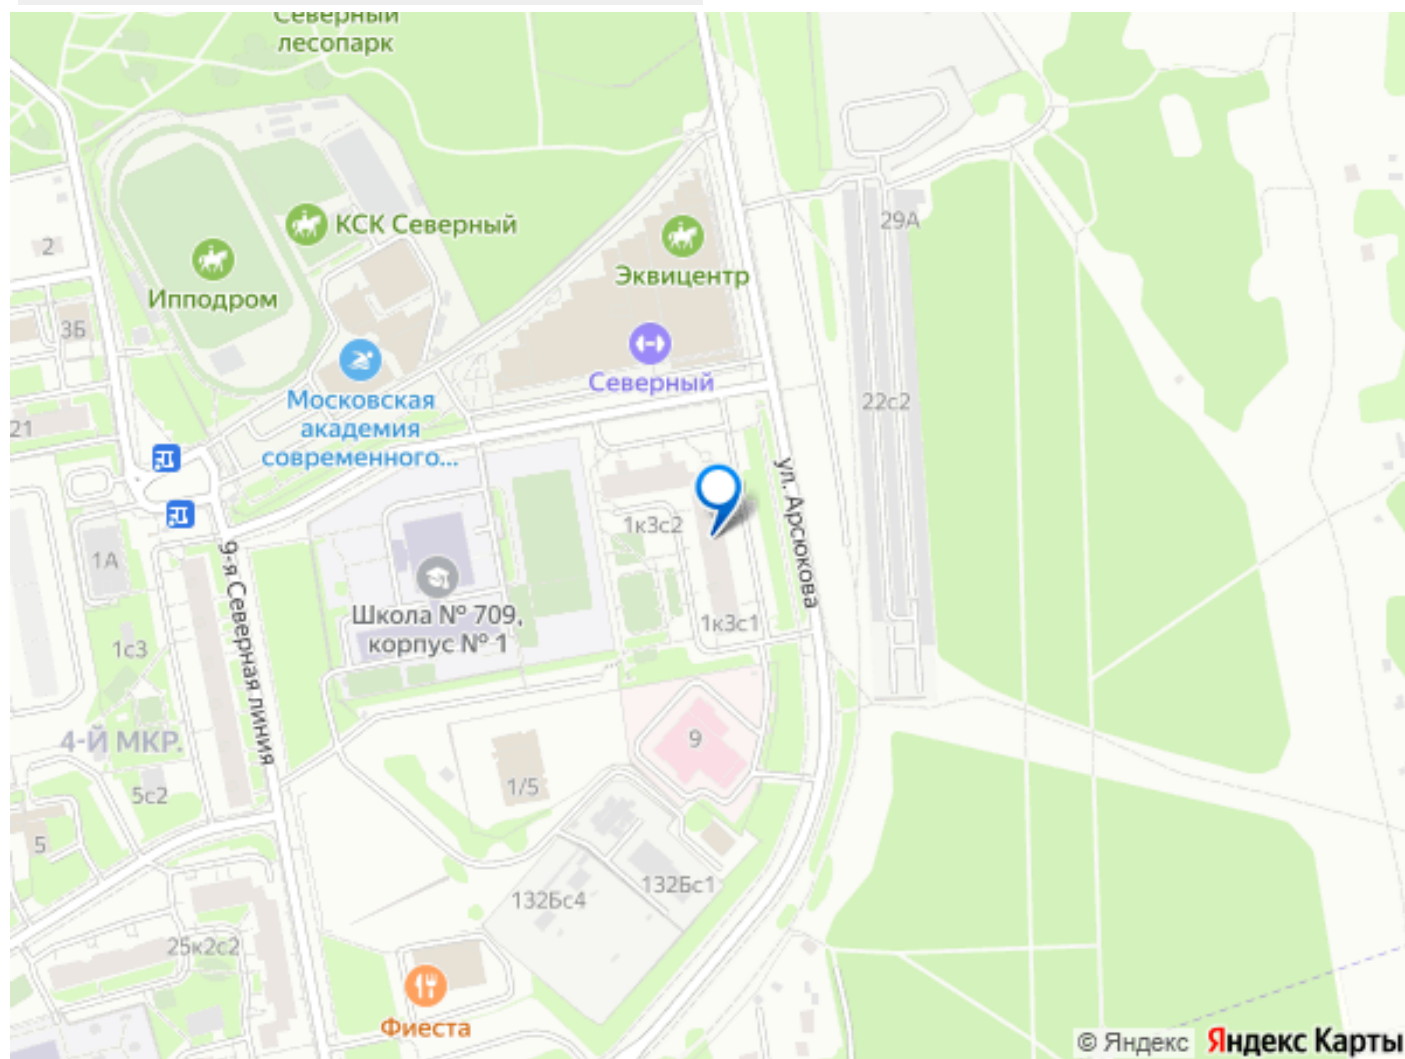 Северный
лесопарк
КСК Северный
29А
2
Эквицентр
Ипподром
3Б
Северный
Московская
академия
современного...
22с2
21
ул. Арсюкова
1к3с2
1А
9-я Северная линия
Школа № 709,
корпус № 1
1к3с1
1с3
4-Й МКР.
9
1/5
5с2
5
132Бс1
132Бс4
25к2с2
Фиеста
© Яндекс Яндекс Карты